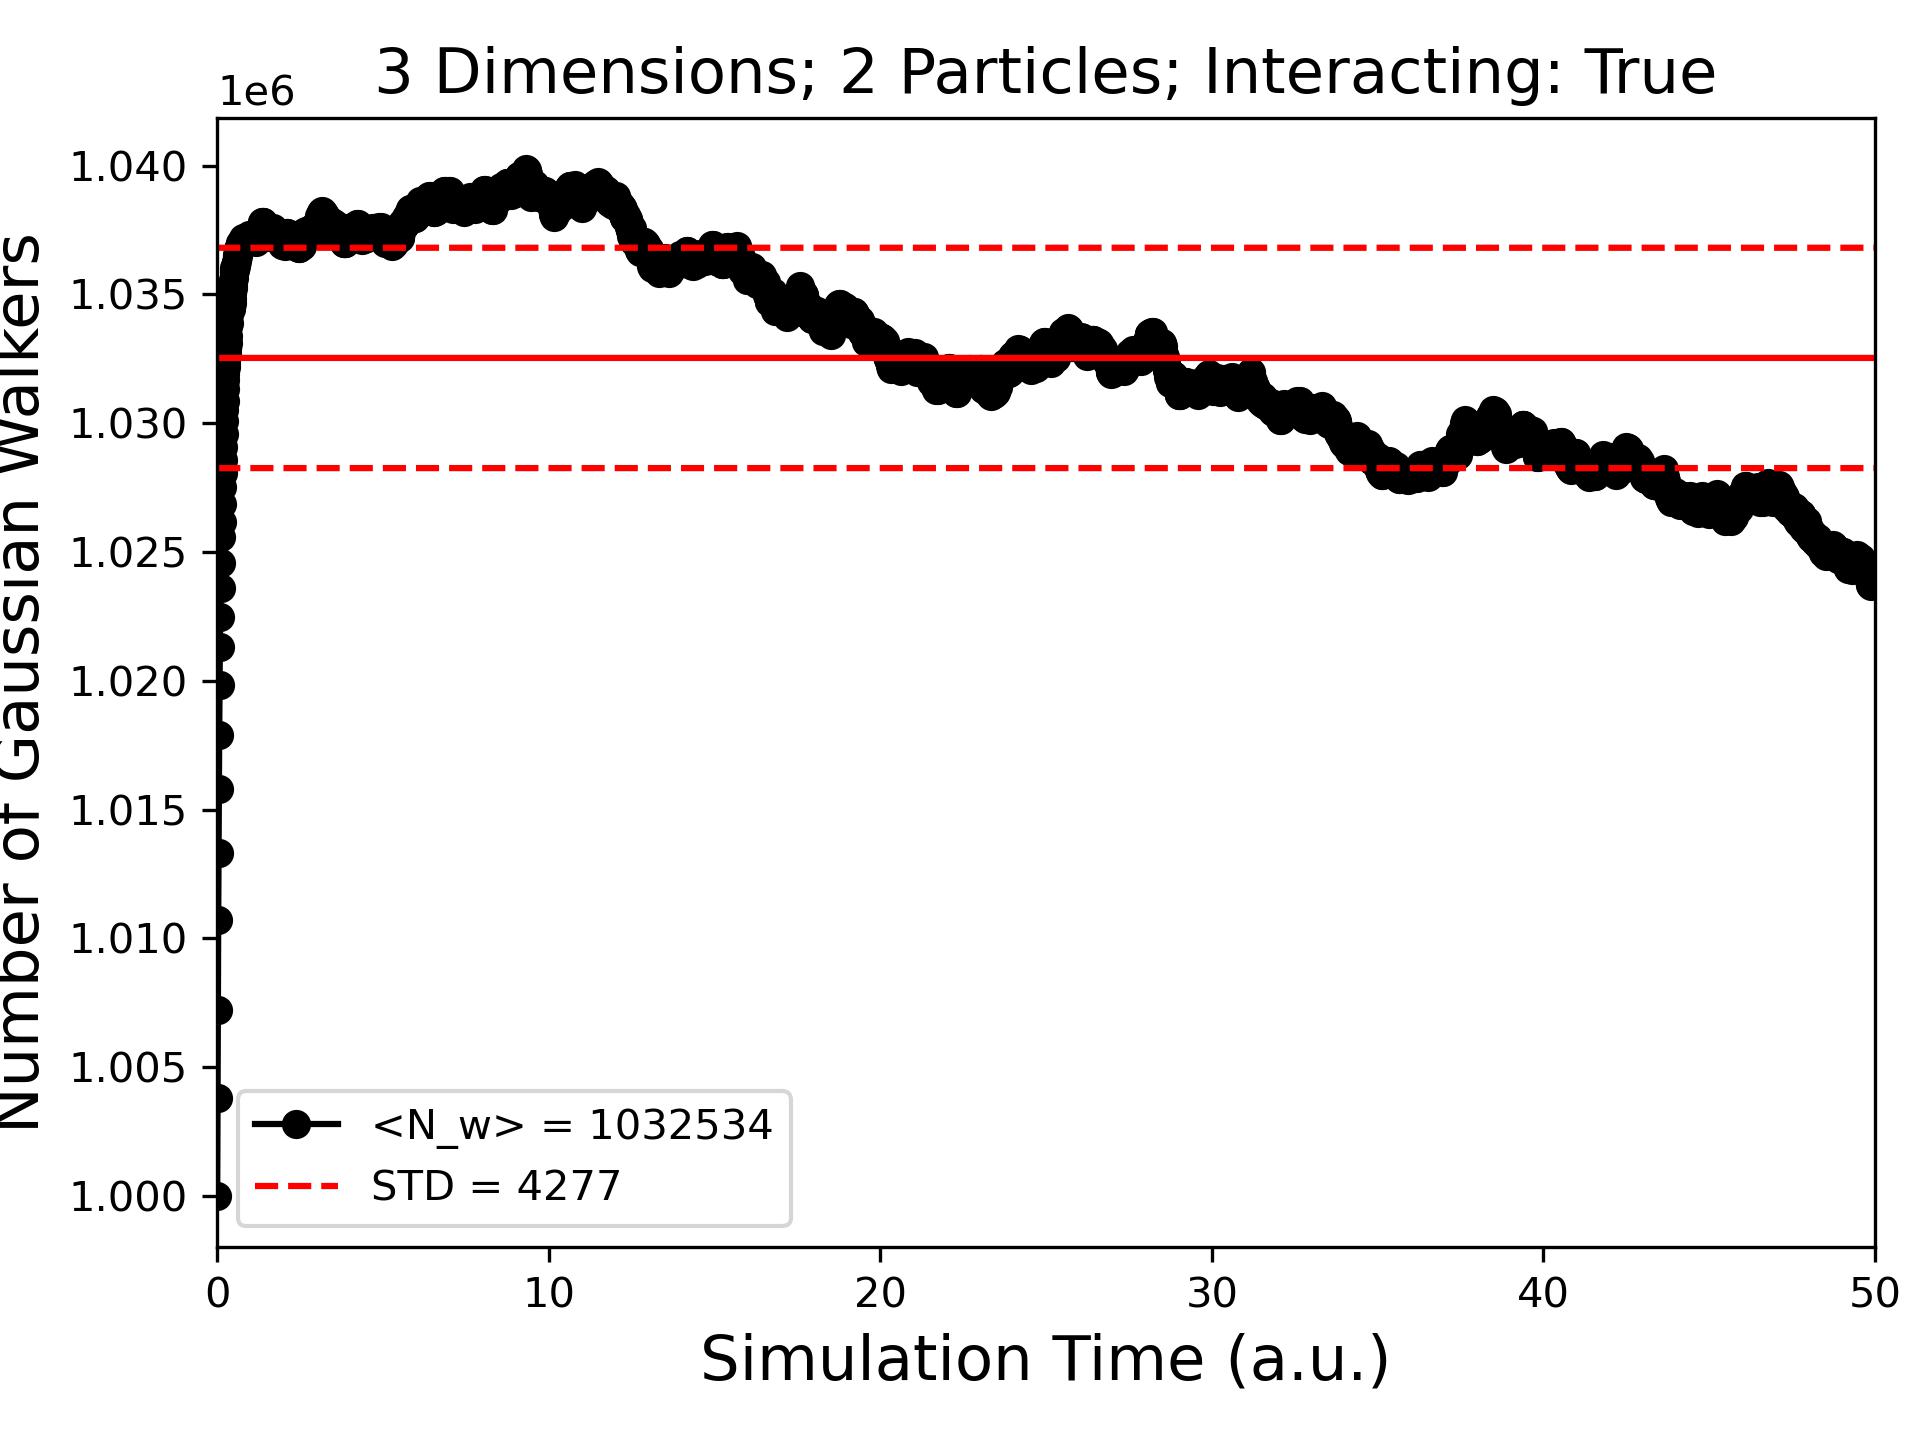 3 Dimensions; 2 Particles; Interacting: True
1e6
1.040
1.035
1.030
1.025
1.020
1.015
1.010
1.005
1.000
Number of Gaussian Walkers
<N_w> = 1032534
STD = 4277
0 10 20 30 40 50
Simulation Time (a.u.)